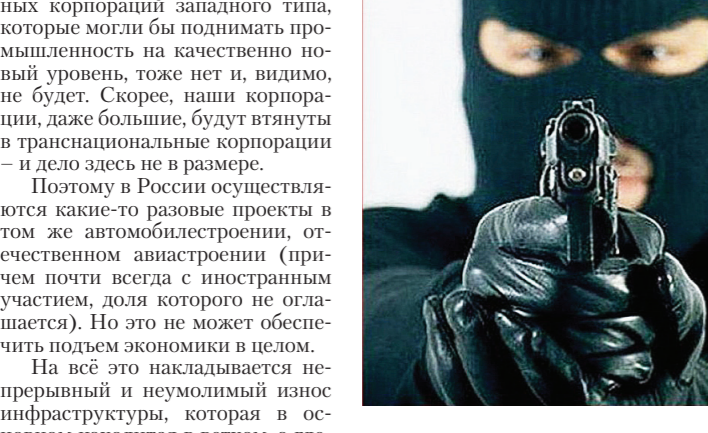 ных корпораций западного типа,
которые могли бы поднимать про-
мышленность на качественно но-
вый уровень, тоже нет и, видимо,
не будет. Скорее, наши корпора-
ции, даже большие, будут втянуты
в транснациональные корпорации
– и дело здесь не в размере.
Поэтому в России осуществля-
ются какие-то разовые проекты в
том же автомобилестроении, от-
ечественном авиастроении (при-
чем почти всегда с иностранным
участием, доля которого не огла-
шается). Но это не может обеспе-
чить подъем экономики в целом.
На всё это накладывается не-
прерывный и неумолимый износ
инфраструктуры, которая в ос-